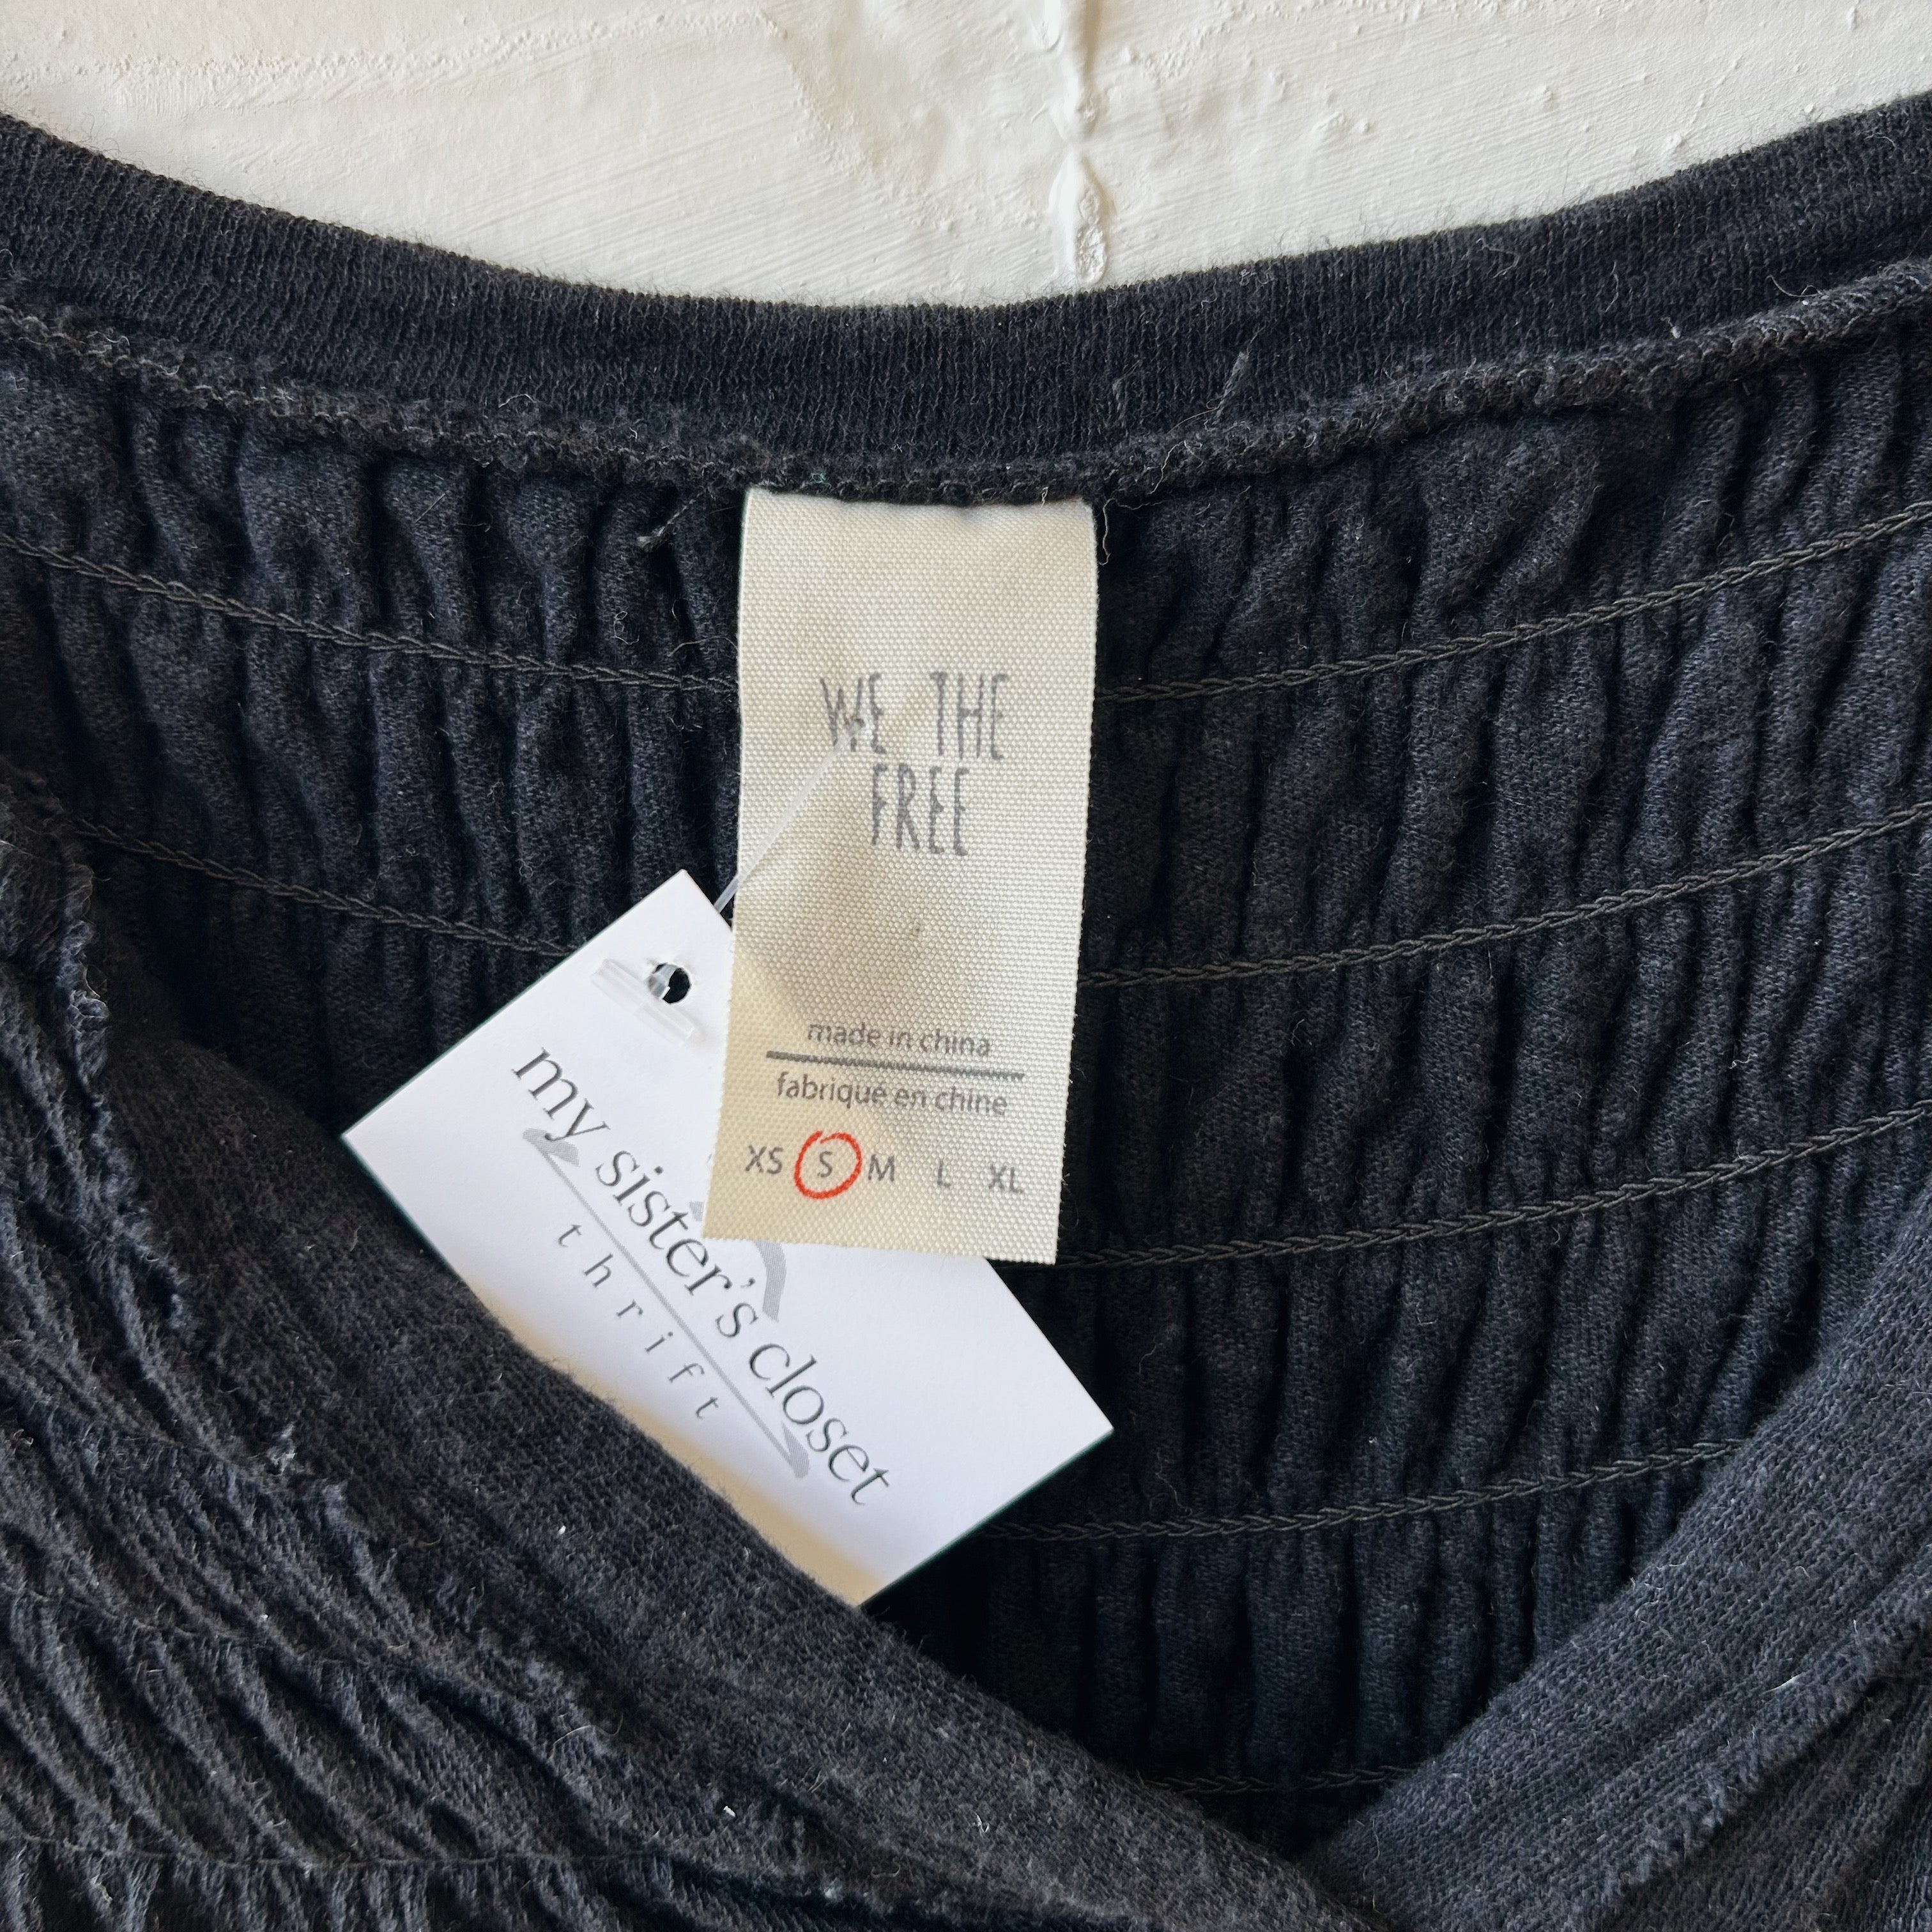 WE THE
FREE
made in china
fabriqué en chine
XS S M L XL
my sister's closet
thrift